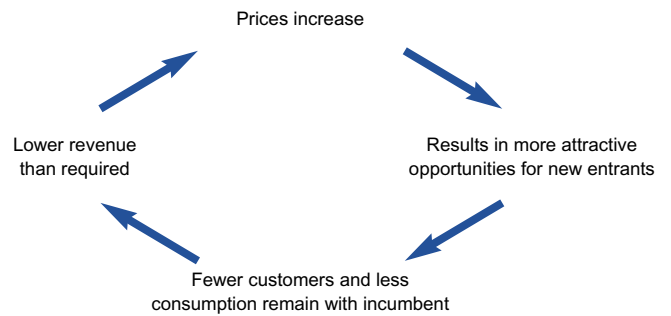 Prices increase
Results in more attractive
opportunities for new entrants
Fewer customers and less
consumption remain with incumbent
Lower revenue
than required